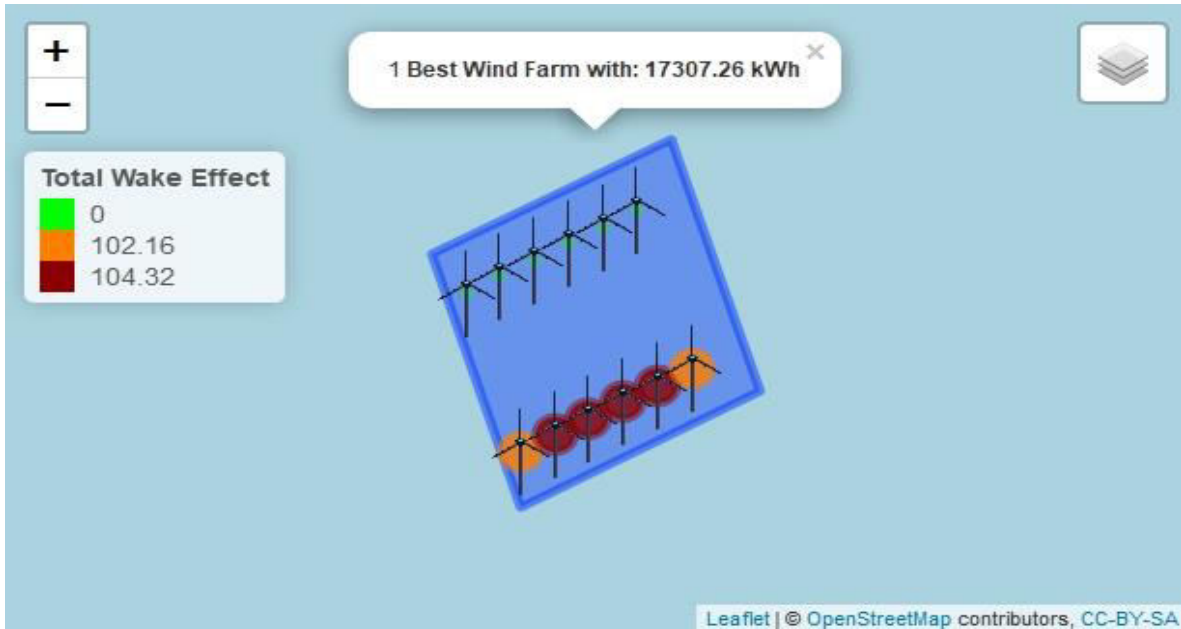 +
−
1 Best Wind Farm with: 17307.26 kWh ×
Total Wake Effect
0
102.16
104.32
Leaflet | © OpenStreetMap contributors, CC-BY-SA